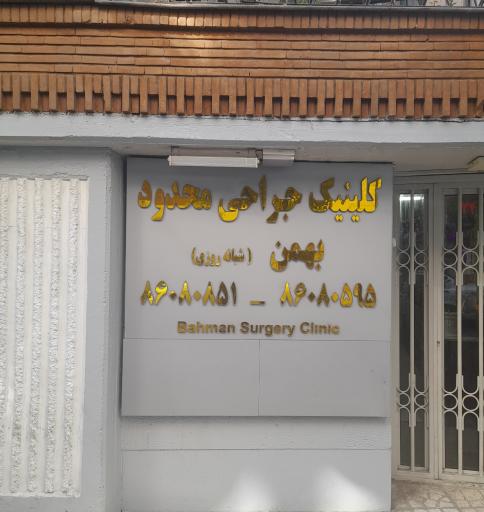 کلینیک جراحی محدود
بهمن (شبانه روزی)
۸۶۰۸۰۸۵۱ - ۸۶۰۸۰۵۹۵
Bahman Surgery Clinic